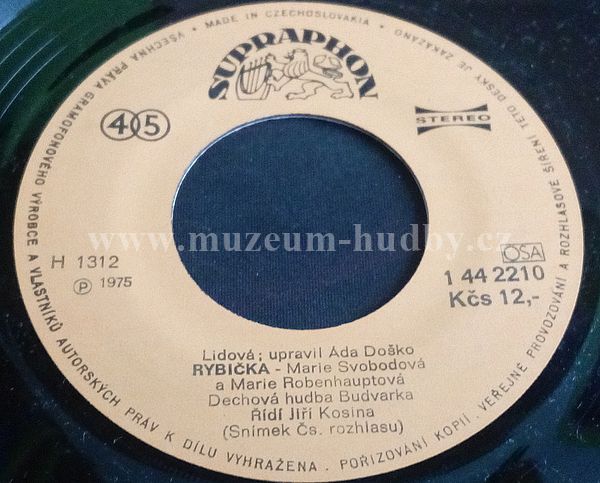 VŠECHNA PRÁVA GRAMOFONOVÉHO VÝROBCE A VLASTNÍKŮ AUTORSKÝCH PRÁV K DÍLU VYHRAŽENA. POŘIZOVÁNÍ KOPIÍ. VEŘEJNÉ PROVOZOVÁNÍ A ROZHLASOVÉ ŠÍŘENÍ TÉTO DESKY JE ZAKÁZÁNO
• MADE IN CZECHOSLOVAKIA •
SUPRAPHON
45
STEREO
www.muzeum-hudby.cz
H 1312
Ⓟ 1975
OSA
1 44 2210
Kčs 12,-
Lidová; upravil Áda Doško
RYBIČKA - Marie Svobodová
a Marie Robenhauptová
Dechová hudba Budvarka
Řídí Jiří Kosina
(Snímek Čs. rozhlasu)